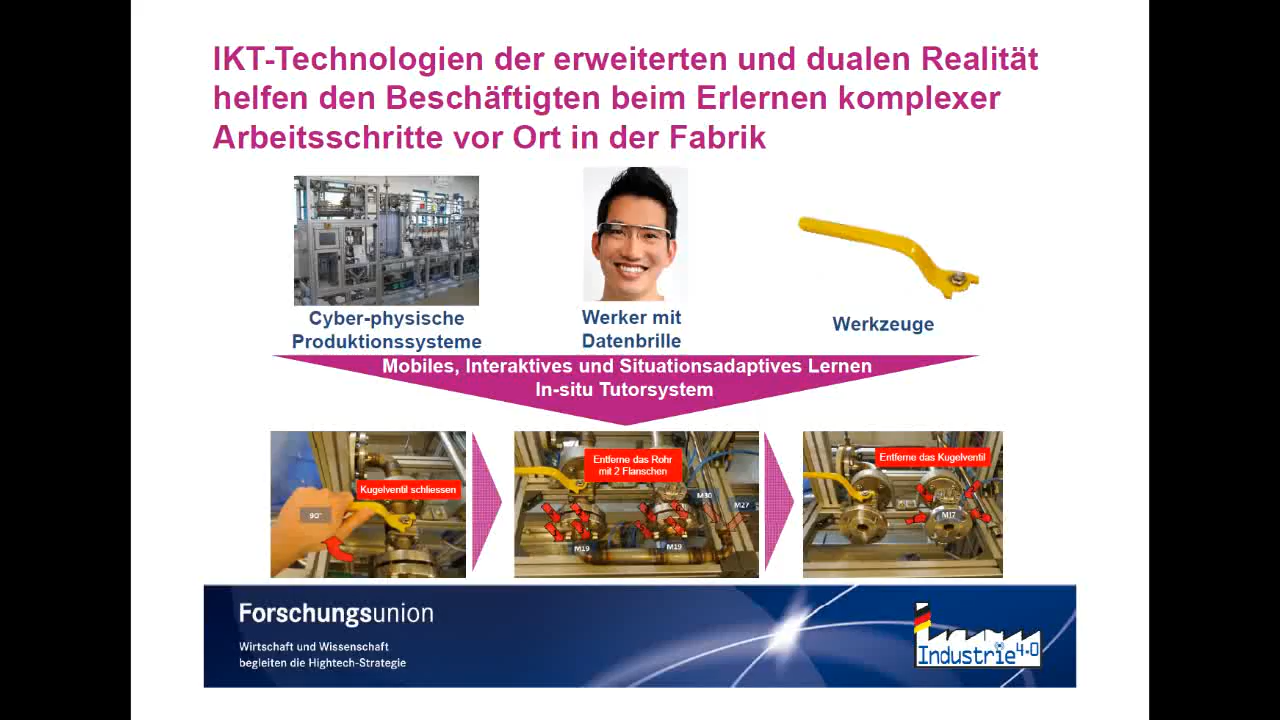 IKT-Technologien der erweiterten und dualen Realität
helfen den Beschäftigten beim Erlernen komplexer
Arbeitsschritte vor Ort in der Fabrik
Cyber-physische
Produktionssysteme
Werker mit
Datenbrille
Werkzeuge
Mobiles, Interaktives und Situationsadaptives Lernen
In-situ Tutorsystem
Kugelventil schliessen
90°
Entferne das Rohr
mit 2 Flanschen
M30
M27
M19
M19
Entferne das Kugelventil
M17
Forschungsunion
Wirtschaft und Wissenschaft
begleiten die Hightech-Strategie
Industrie 4.0